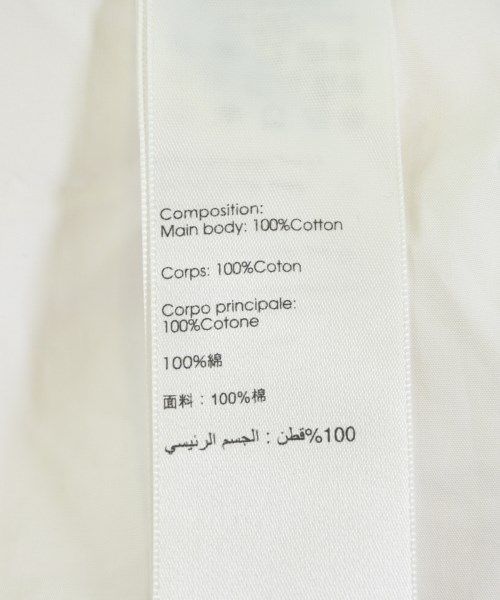 Composition:
Main body: 100%Cotton
Corps: 100%Coton
Corpo principale:
100%Cotone
100%綿
面料：100%棉
100%قطن : الجسم الرئيسي